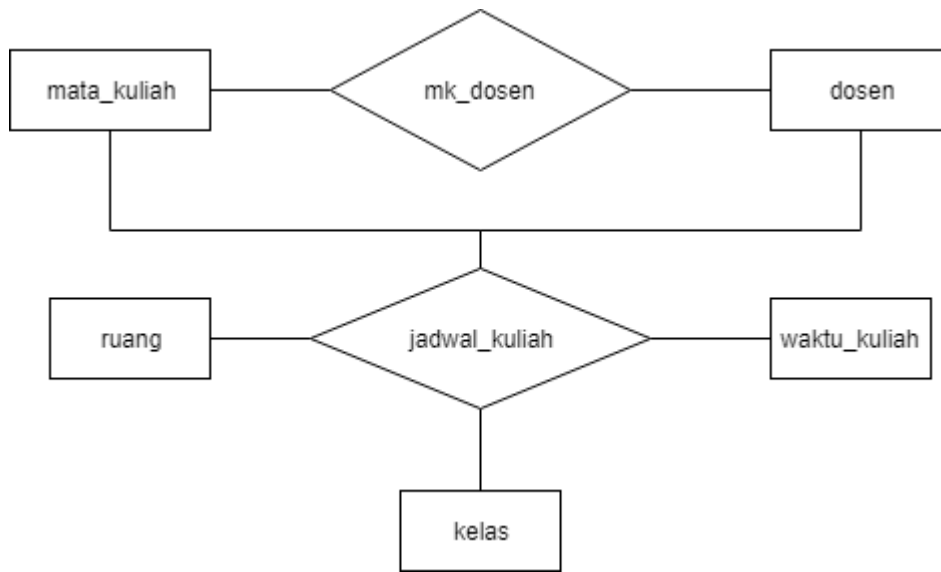 mata_kuliah
mk_dosen
dosen
ruang
jadwal_kuliah
waktu_kuliah
kelas